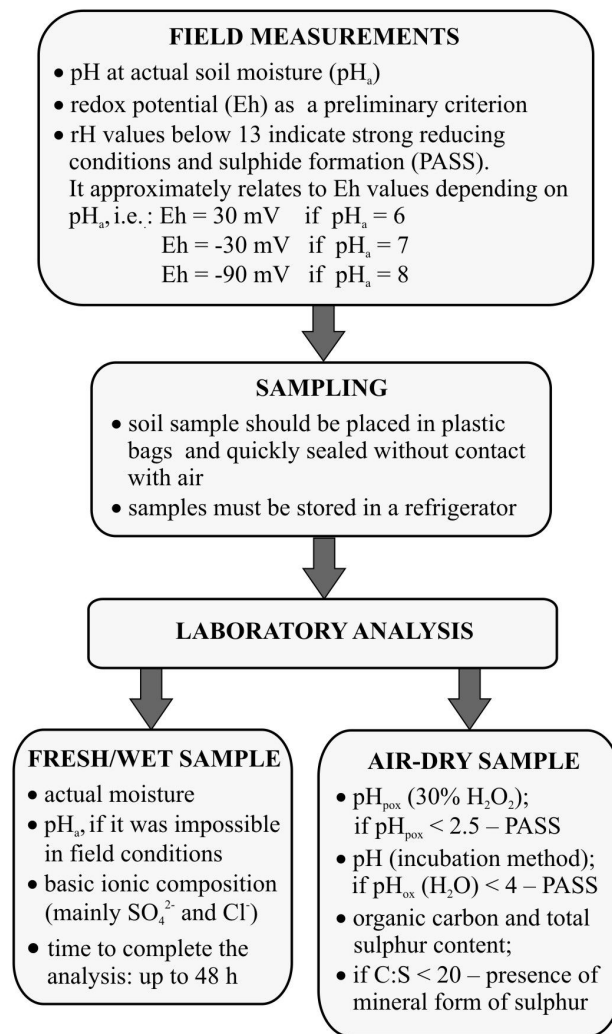 FIELD MEASUREMENTS
• pH at actual soil moisture (pHₐ)
• redox potential (Eh) as a preliminary criterion
• rH values below 13 indicate strong reducing
conditions and sulphide formation (PASS).
It approximately relates to Eh values depending on
pHₐ, i.e.: Eh = 30 mV if pHₐ = 6
Eh = -30 mV if pHₐ = 7
Eh = -90 mV if pHₐ = 8
SAMPLING
• soil sample should be placed in plastic
bags and quickly sealed without contact
with air
• samples must be stored in a refrigerator
LABORATORY ANALYSIS
FRESH/WET SAMPLE
• actual moisture
• pHₐ, if it was impossible
in field conditions
• basic ionic composition
(mainly SO₄²⁻ and Cl⁻)
• time to complete the
analysis: up to 48 h
AIR-DRY SAMPLE
• pHₚₒₓ (30% H₂O₂);
if pHₚₒₓ < 2.5 – PASS
• pH (incubation method);
if pHₒₓ (H₂O) < 4 – PASS
• organic carbon and total
sulphur content;
• if C:S < 20 – presence of
mineral form of sulphur